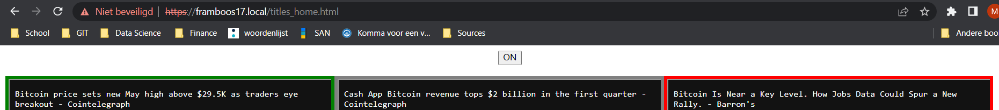 Niet beveiligd | https://framboos17.local/titles_home.html
M
School GIT Data Science Finance woordenlijst SAN Komma voor een v... Sources Andere boo
ON
Bitcoin price sets new May high above $29.5K as traders eye
breakout - Cointelegraph
Cash App Bitcoin revenue tops $2 billion in the first quarter -
Cointelegraph
Bitcoin Is Near a Key Level. How Jobs Data Could Spur a New
Rally. - Barron's